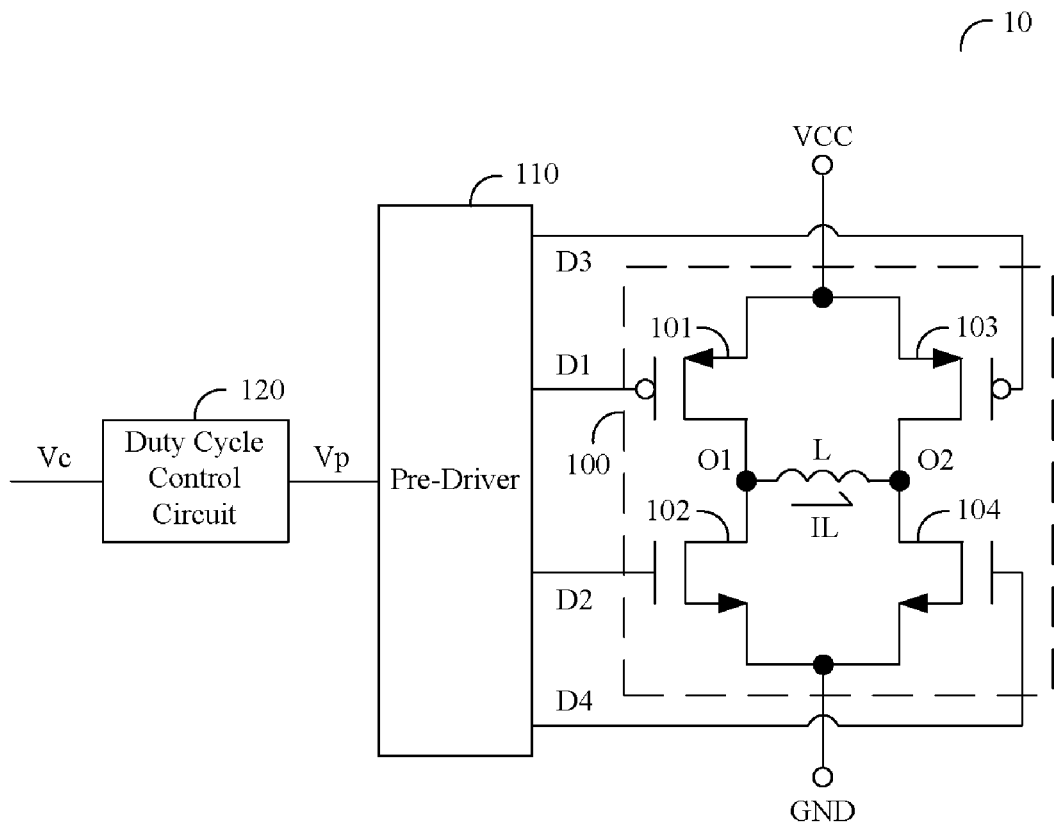 10
VCC
110
D3
101
103
D1
120
Duty Cycle
Control
Circuit
Vc
Vp
Pre-Driver
100
O1
L
O2
IL
102
104
D2
D4
GND